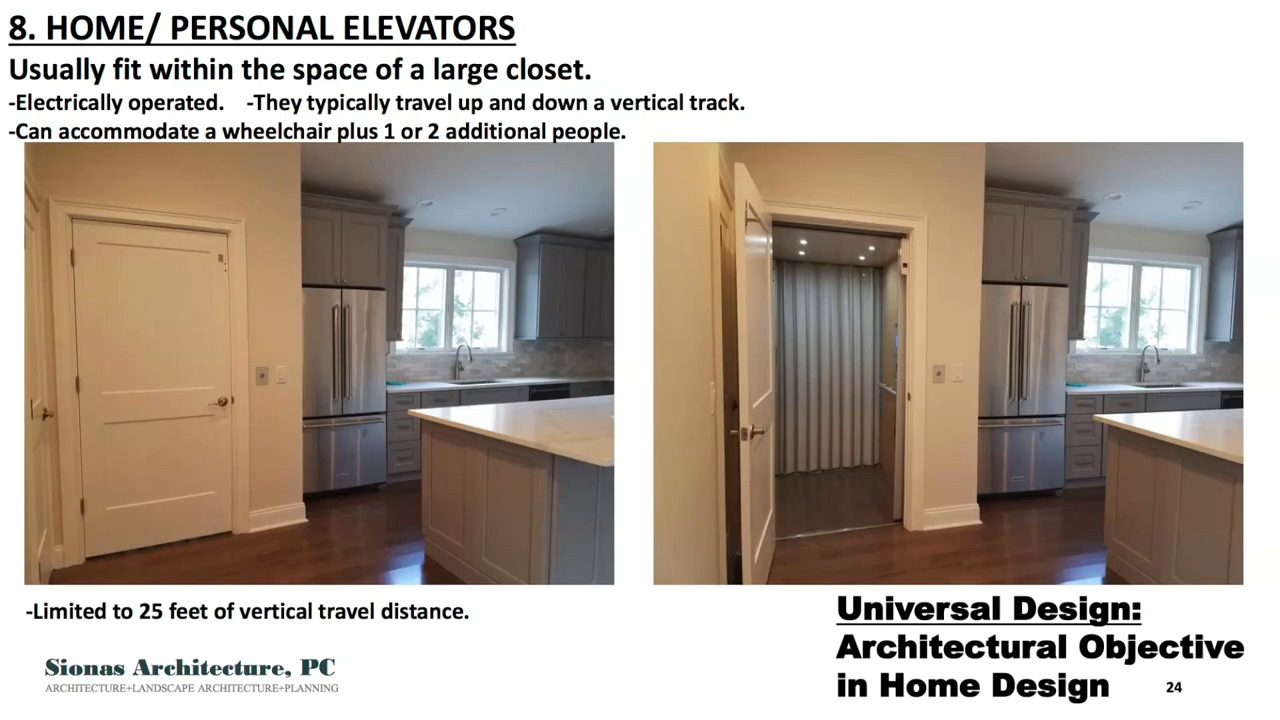 8. HOME/ PERSONAL ELEVATORS
Usually fit within the space of a large closet.
-Electrically operated. -They typically travel up and down a vertical track.
-Can accommodate a wheelchair plus 1 or 2 additional people.
-Limited to 25 feet of vertical travel distance.
Sionas Architecture, PC
ARCHITECTURE+LANDSCAPE ARCHITECTURE+PLANNING
Universal Design:
Architectural Objective
in Home Design
24